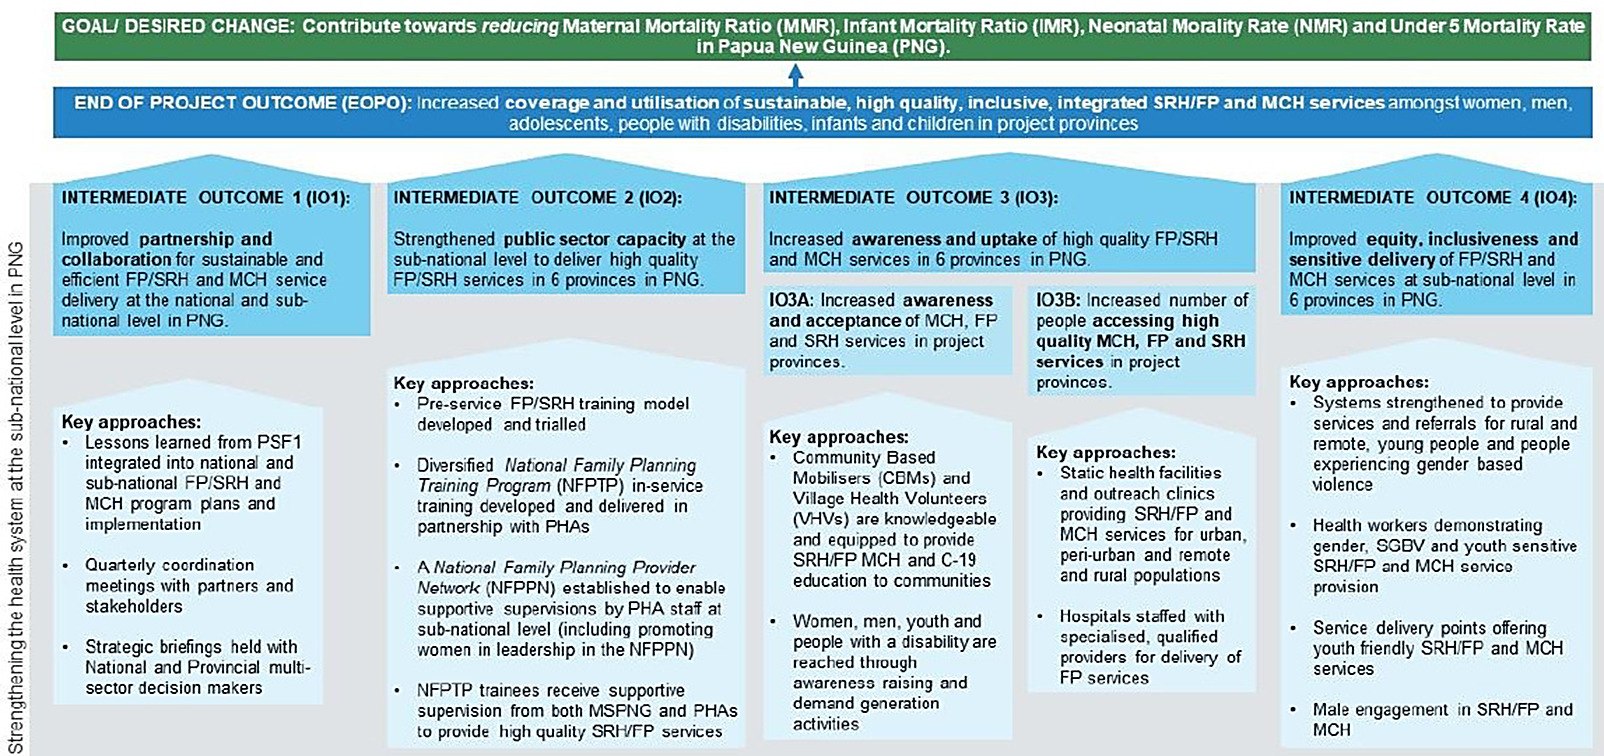 GOAL/ DESIRED CHANGE: Contribute towards reducing Maternal Mortality Ratio (MMR), Infant Mortality Ratio (IMR), Neonatal Morality Rate (NMR) and Under 5 Mortality Rate
in Papua New Guinea (PNG).
END OF PROJECT OUTCOME (EOPO): Increased coverage and utilisation of sustainable, high quality, inclusive, integrated SRH/FP and MCH services amongst women, men,
adolescents, people with disabilities, infants and children in project provinces
Strengthening the health system at the sub-national level in PNG
INTERMEDIATE OUTCOME 1 (IO1):
Improved partnership and
collaboration for sustainable and
efficient FP/SRH and MCH service
delivery at the national and sub-
national level in PNG.
Key approaches:
• Lessons learned from PSF1
integrated into national and
sub-national FP/SRH and
MCH program plans and
implementation
• Quarterly coordination
meetings with partners and
stakeholders
• Strategic briefings held with
National and Provincial multi-
sector decision makers
INTERMEDIATE OUTCOME 2 (IO2):
Strengthened public sector capacity at the
sub-national level to deliver high quality
FP/SRH services in 6 provinces in PNG.
Key approaches:
• Pre-service FP/SRH training model
developed and trialled
• Diversified National Family Planning
Training Program (NFPTP) in-service
training developed and delivered in
partnership with PHAs
• A National Family Planning Provider
Network (NFPPN) established to enable
supportive supervisions by PHA staff at
sub-national level (including promoting
women in leadership in the NFPPN)
• NFPTP trainees receive supportive
supervision from both MSPNG and PHAs
to provide high quality SRH/FP services
INTERMEDIATE OUTCOME 3 (IO3):
Increased awareness and uptake of high quality FP/SRH
and MCH services in 6 provinces in PNG.
IO3A: Increased awareness
and acceptance of MCH, FP
and SRH services in project
provinces.
Key approaches:
• Community Based
Mobilisers (CBMs) and
Village Health Volunteers
(VHVs) are knowledgeable
and equipped to provide
SRH/FP MCH and C-19
education to communities
• Women, men, youth and
people with a disability are
reached through
awareness raising and
demand generation
activities
IO3B: Increased number of
people accessing high
quality MCH, FP and SRH
services in project
provinces.
Key approaches:
• Static health facilities
and outreach clinics
providing SRH/FP and
MCH services for urban,
peri-urban and remote
and rural populations
• Hospitals staffed with
specialised, qualified
providers for delivery of
FP services
INTERMEDIATE OUTCOME 4 (IO4):
Improved equity, inclusiveness and
sensitive delivery of FP/SRH and
MCH services at sub-national level in
6 provinces in PNG.
Key approaches:
• Systems strengthened to provide
services and referrals for rural and
remote, young people and people
experiencing gender based
violence
• Health workers demonstrating
gender, SGBV and youth sensitive
SRH/FP and MCH service
provision
• Service delivery points offering
youth friendly SRH/FP and MCH
services
• Male engagement in SRH/FP and
MCH